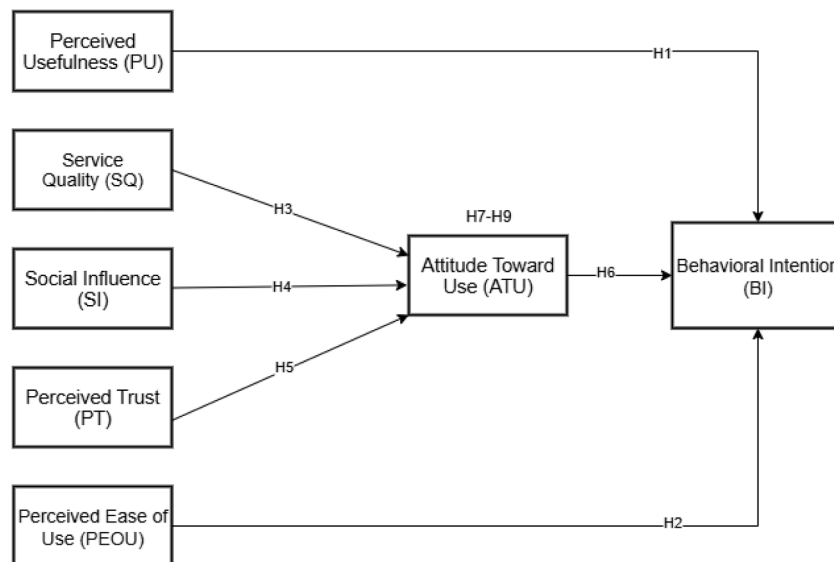 Perceived
Usefulness (PU)
H1
Service
Quality (SQ)
H3
H7-H9
Social Influence
(SI)
H4
Attitude Toward
Use (ATU)
H6
Behavioral Intention
(BI)
H5
Perceived Trust
(PT)
Perceived Ease of
Use (PEOU)
H2